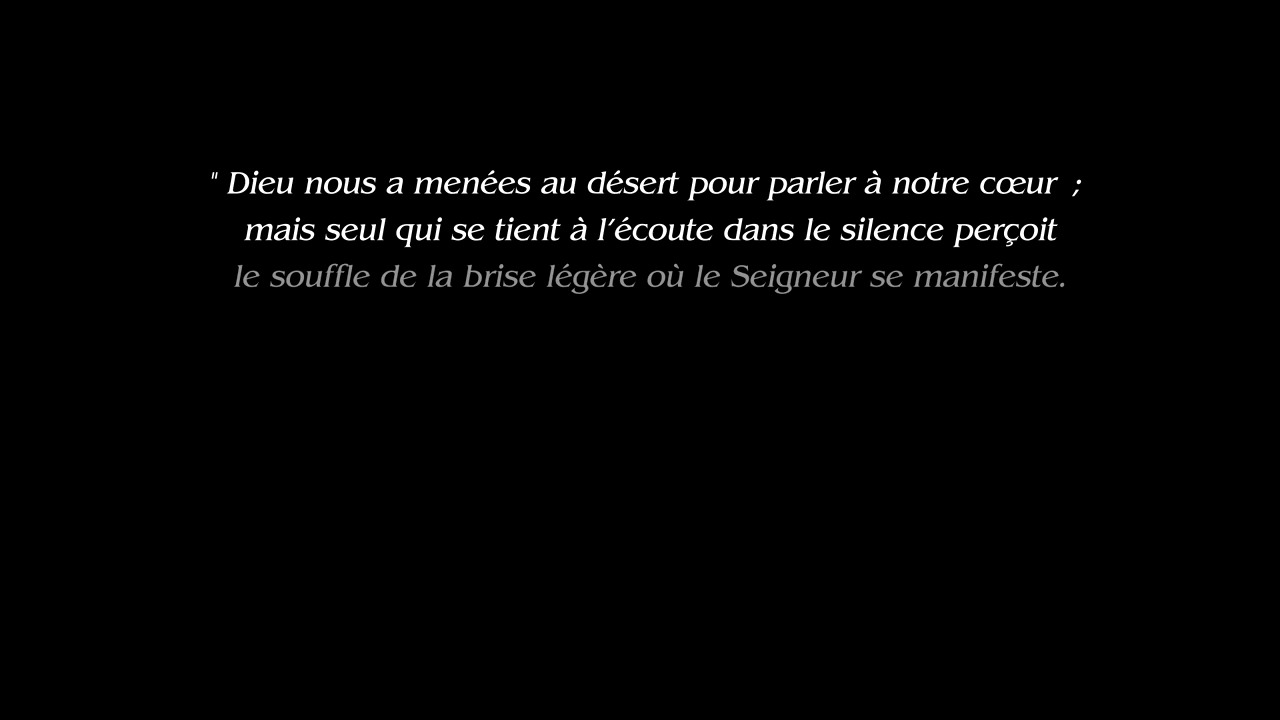 " Dieu nous a menées au désert pour parler à notre cœur ;
mais seul qui se tient à l’écoute dans le silence perçoit
le souffle de la brise légère où le Seigneur se manifeste.